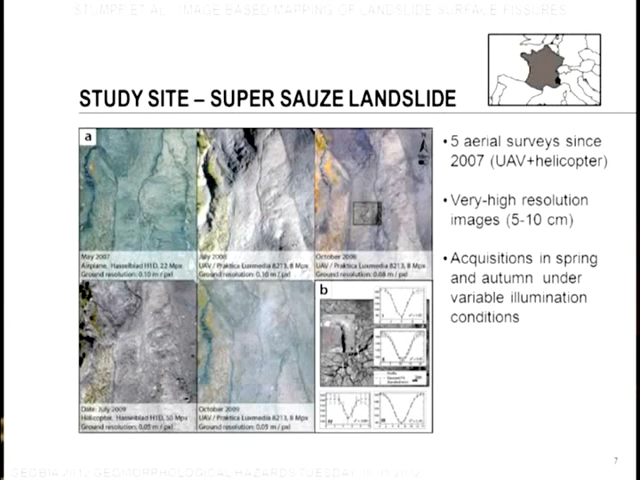 STUMPF ET AL. IMAGE BASED MAPPING OF LANDSLIDE SURFACE FISSURES
STUDY SITE – SUPER SAUZE LANDSLIDE
a
May 2007
Airplane, Hasselblad H1D, 22 Mpx
Ground resolution: 0.10 m / pxl
July 2008
UAV / Praktica Luxmedia 8213, 8 Mpx
Ground resolution:
October 2008
UAV / Praktica Luxmedia 8213, 8 Mpx
Ground resolution: 0.08 m / pxl
N
Date: July 2009
Helicopter, Hasselblad H1D,
Ground resolution: 0.05 m / pxl
October 2009
UAV / Praktica Luxmedia 8213, 8 Mpx
Ground resolution: 0.05 m / pxl
b
• 5 aerial surveys since
2007 (UAV+helicopter)
• Very-high resolution
images (5-10 cm)
• Acquisitions in spring
and autumn under
variable illumination
conditions
7
GEOBIA 2012 GEOMORPHOLOGICAL HAZARDS TUESDAY